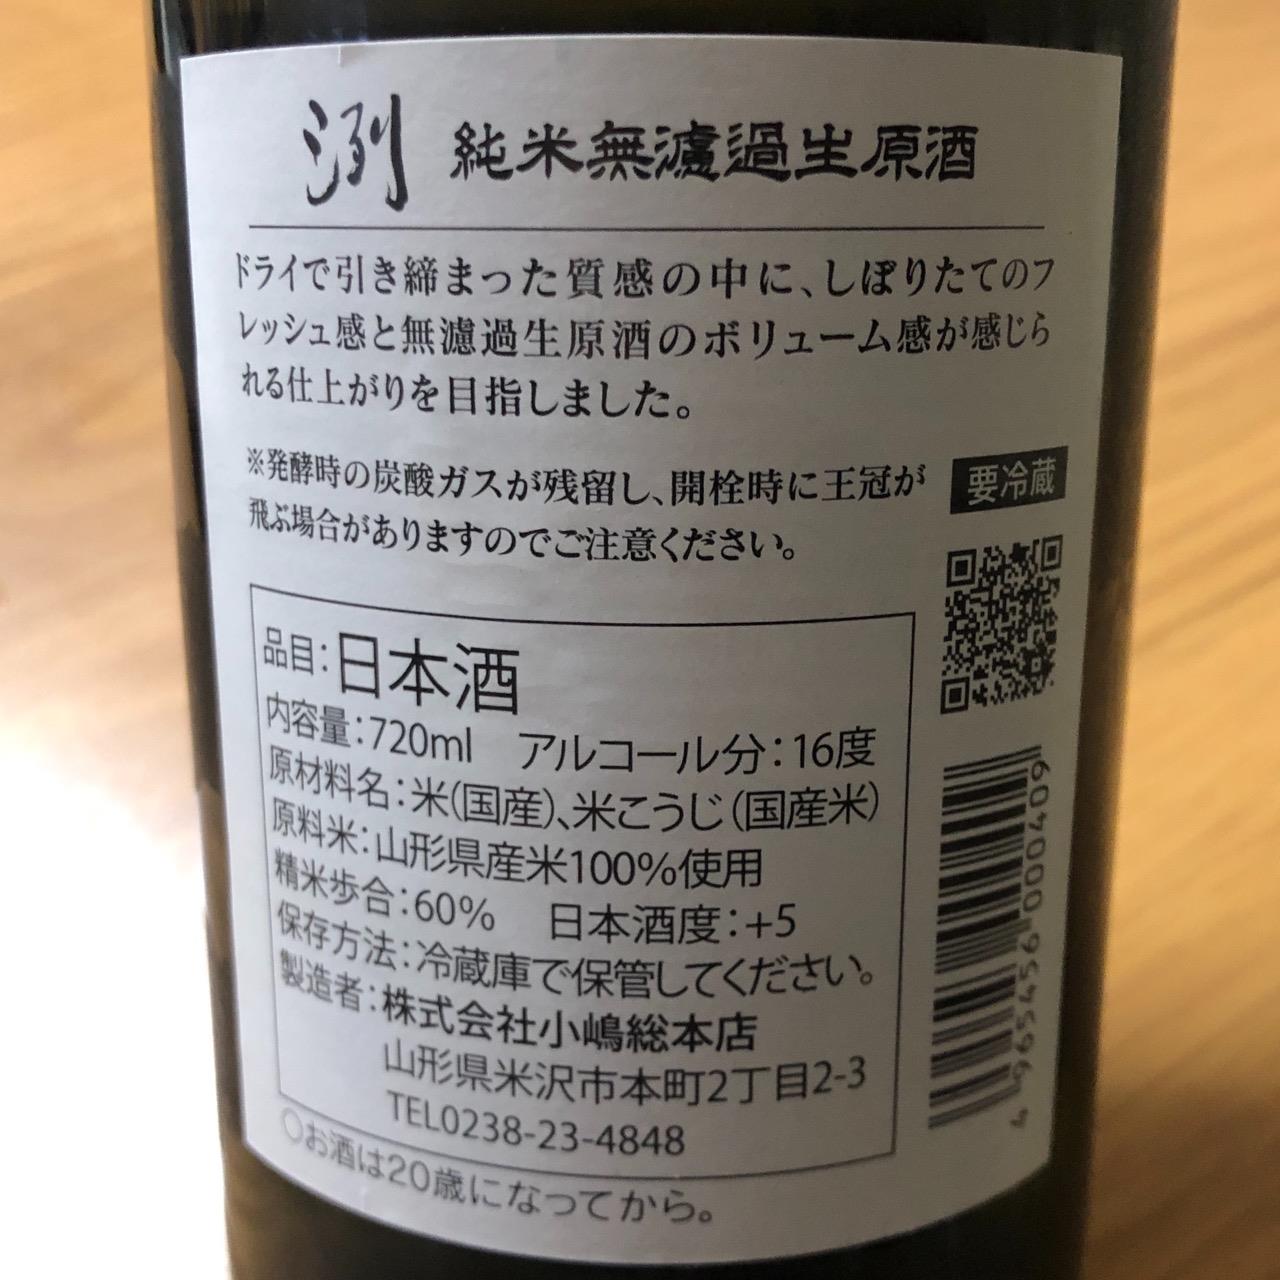 洌 純米無濾過生原酒
ドライで引き締まった質感の中に、しぼりたてのフ
レッシュ感と無濾過生原酒のボリューム感が感じら
れる仕上がりを目指しました。
※発酵時の炭酸ガスが残留し、開栓時に王冠が
飛ぶ場合がありますのでご注意ください。
要冷蔵
品目:日本酒
内容量:720ml アルコール分:16度
原材料名:米(国産)、米こうじ(国産米)
原料米:山形県産米100%使用
精米歩合:60% 日本酒度:+5
保存方法:冷蔵庫で保管してください。
製造者:株式会社小嶋総本店
山形県米沢市本町2丁目2-3
TEL0238-23-4848
○お酒は20歳になってから。
4 965459 000409